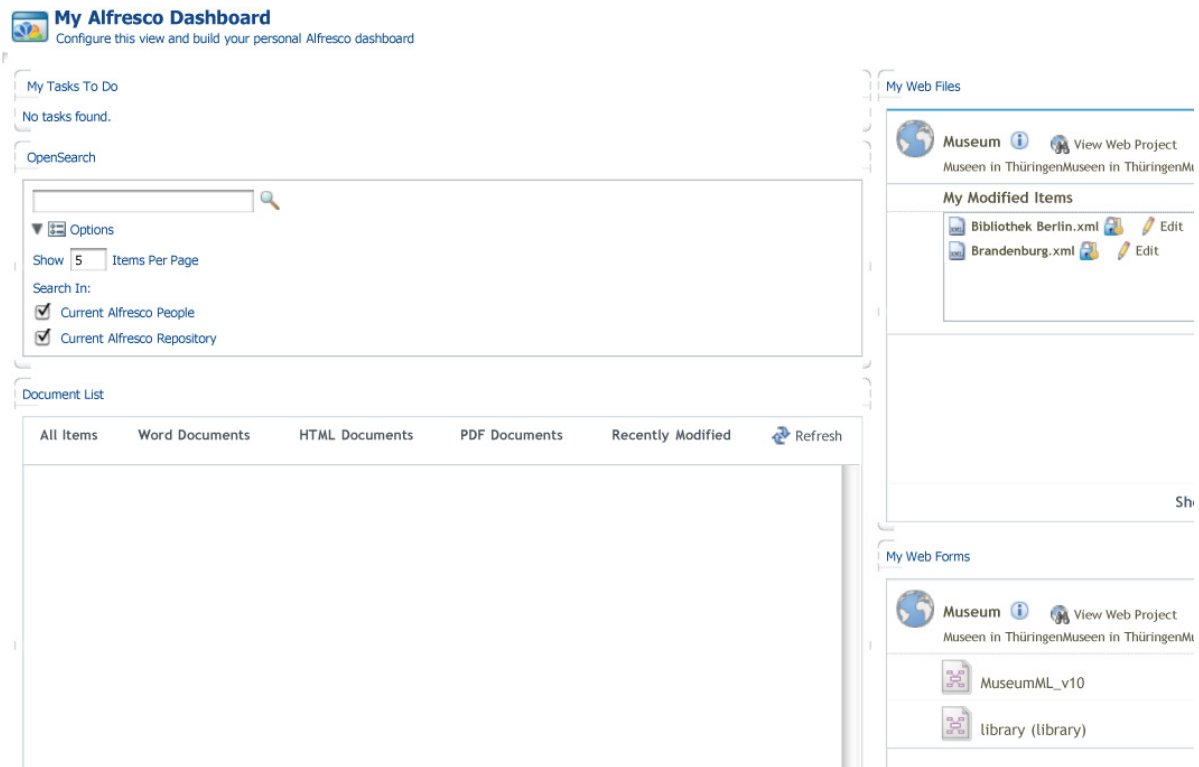 My Alfresco Dashboard
Configure this view and build your personal Alfresco dashboard
My Tasks To Do
No tasks found.
OpenSearch
Options
Show 5 Items Per Page
Search In:
Current Alfresco People
Current Alfresco Repository
Document List
All Items Word Documents HTML Documents PDF Documents Recently Modified Refresh
My Web Files
Museum View Web Project
Museen in ThüringenMuseen in ThüringenMu
My Modified Items
Bibliothek Berlin.xml Edit
Brandenburg.xml Edit
My Web Forms
Museum View Web Project
Museen in ThüringenMuseen in ThüringenMu
MuseumML_v10
library (library)